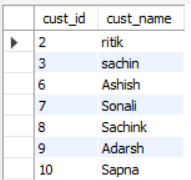 cust_id cust_name
2 ritik
3 sachin
6 Ashish
7 Sonali
8 Sachink
9 Adarsh
10 Sapna